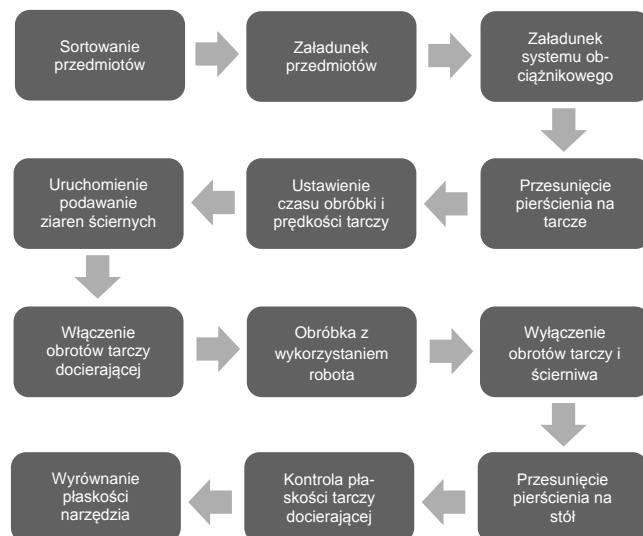 Sortowanie
przedmiotów
Załadunek
przedmiotów
Załadunek
systemu ob-
ciążnikowego
Przesunięcie
pierścienia na
tarcze
Ustawienie
czasu obróbki i
prędkości tarczy
Uruchomienie
podawanie
ziaren ściernych
Włączenie
obrotów tarczy
docierającej
Obróbka z
wykorzystaniem
robota
Wyłączenie
obrotów tarczy i
ścierniwa
Przesunięcie
pierścienia na
stół
Kontrola pła-
skości tarczy
docierającej
Wyrównanie
płaskości
narzędzia